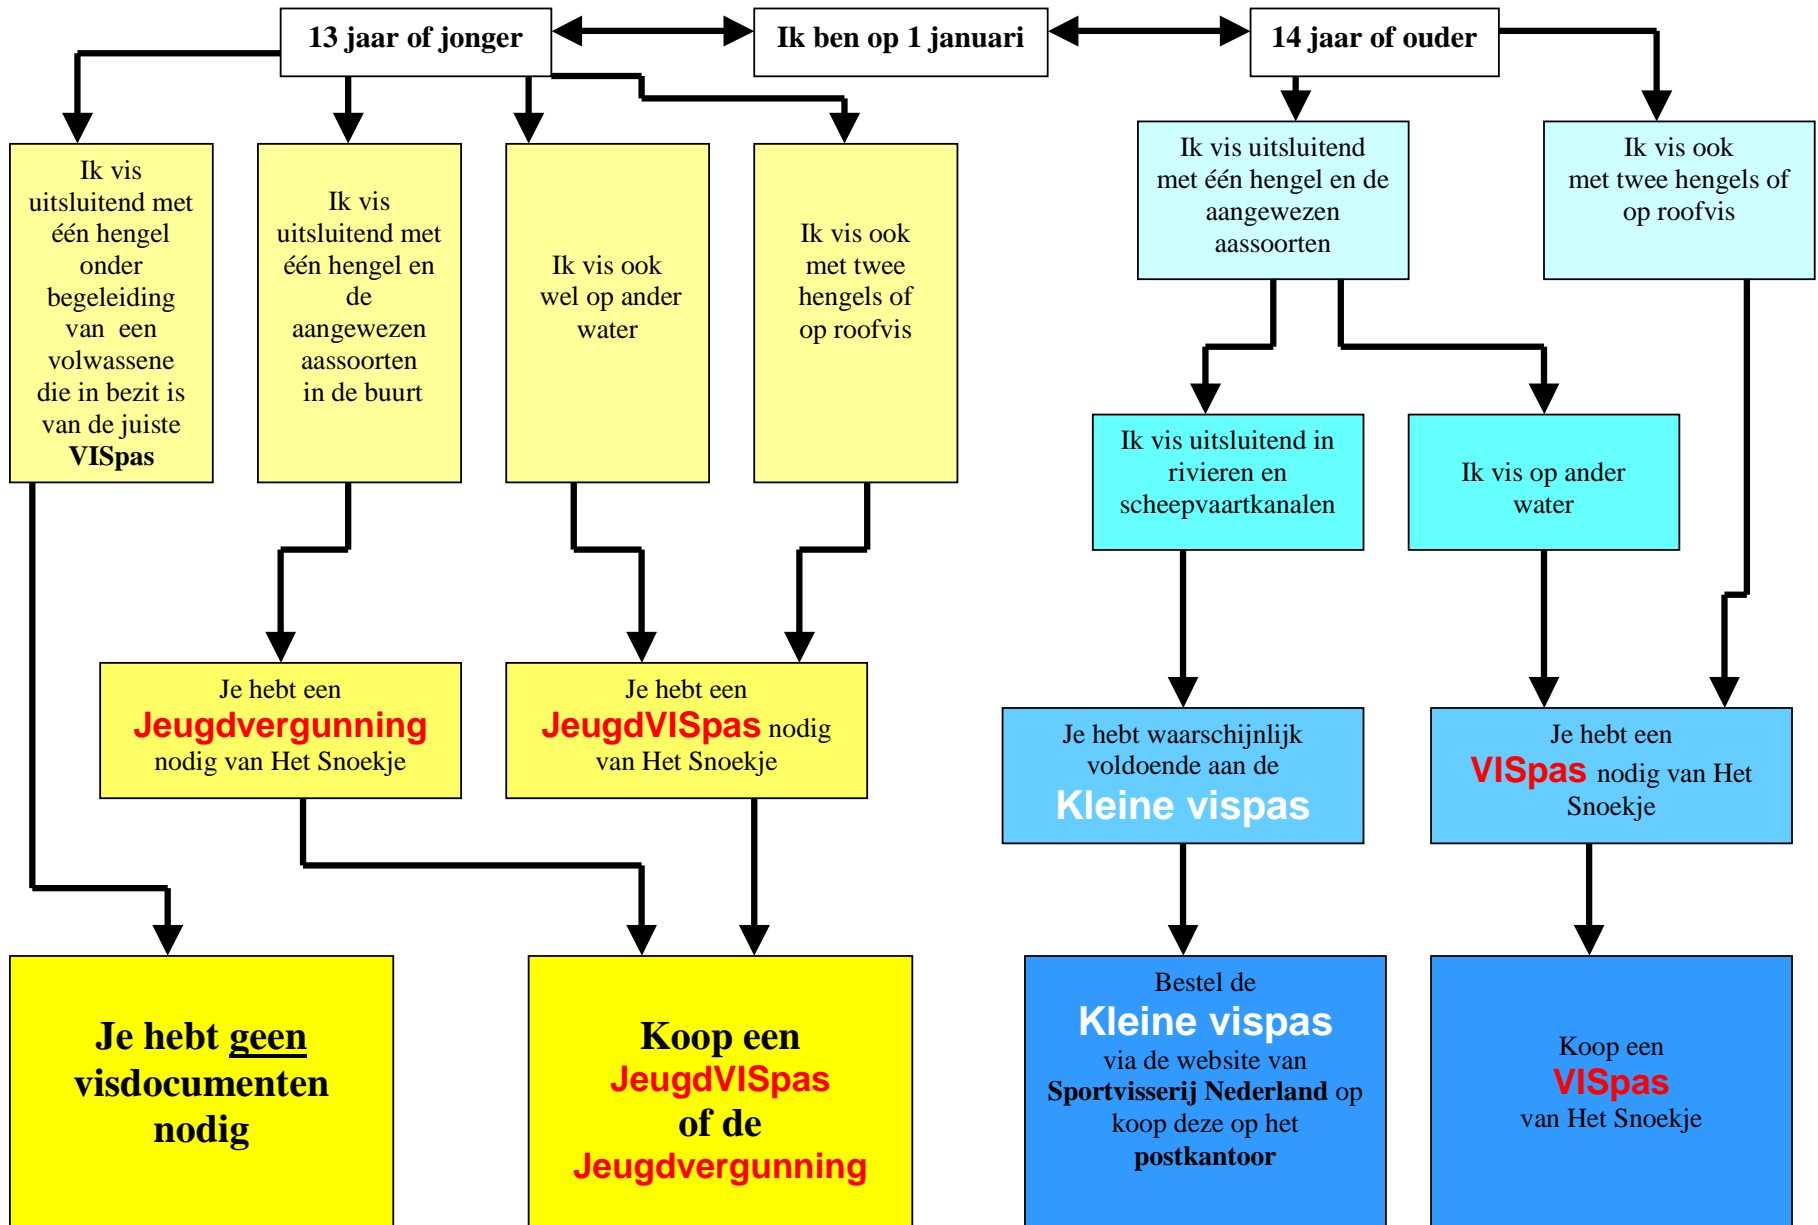 13 jaar of jonger
Ik ben op 1 januari
14 jaar of ouder
Ik vis
uitsluitend met
één hengel
onder
begeleiding
van een
volwassene
die in bezit is
van de juiste
VISpas
Ik vis
uitsluitend met
één hengel en
de
aangewezen
aassoorten
in de buurt
Ik vis ook
wel op ander
water
Ik vis ook
met twee
hengels of
op roofvis
Ik vis uitsluitend
met één hengel en de
aangewezen
aassoorten
Ik vis ook
met twee hengels of
op roofvis
Ik vis uitsluitend in
rivieren en
scheepvaartkanalen
Ik vis op ander
water
Je hebt een
Jeugdvergunning
nodig van Het Snoekje
Je hebt een
JeugdVISpas nodig
van Het Snoekje
Je hebt waarschijnlijk
voldoende aan de
Kleine vispas
Je hebt een
VISpas nodig van Het
Snoekje
Je hebt geen
visdocumenten
nodig
Koop een
JeugdVISpas
of de
Jeugdvergunning
Bestel de
Kleine vispas
via de website van
Sportvisserij Nederland op
koop deze op het
postkantoor
Koop een
VISpas
van Het Snoekje